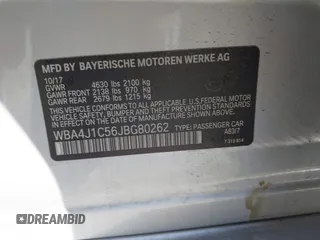 MFD BY BAYERISCHE MOTOREN WERKE AG
10/17
GVWR 4630 lbs 2100 kg
GAWR FRONT 2138 lbs 970 kg
GAWR REAR 2679 lbs 1215 kg
THIS VEHICLE CONFORMS TO ALL APPLICABLE U.S. FEDERAL MOTOR
VEHICLE SAFETY, BUMPER, AND THEFT PREVENTION STANDARDS
IN EFFECT ON THE DATE OF MANUFACTURE SHOWN ABOVE.
WBA4J1C56JBG80262 TYPE: PASSENGER CAR
A83/7
DREAMBID